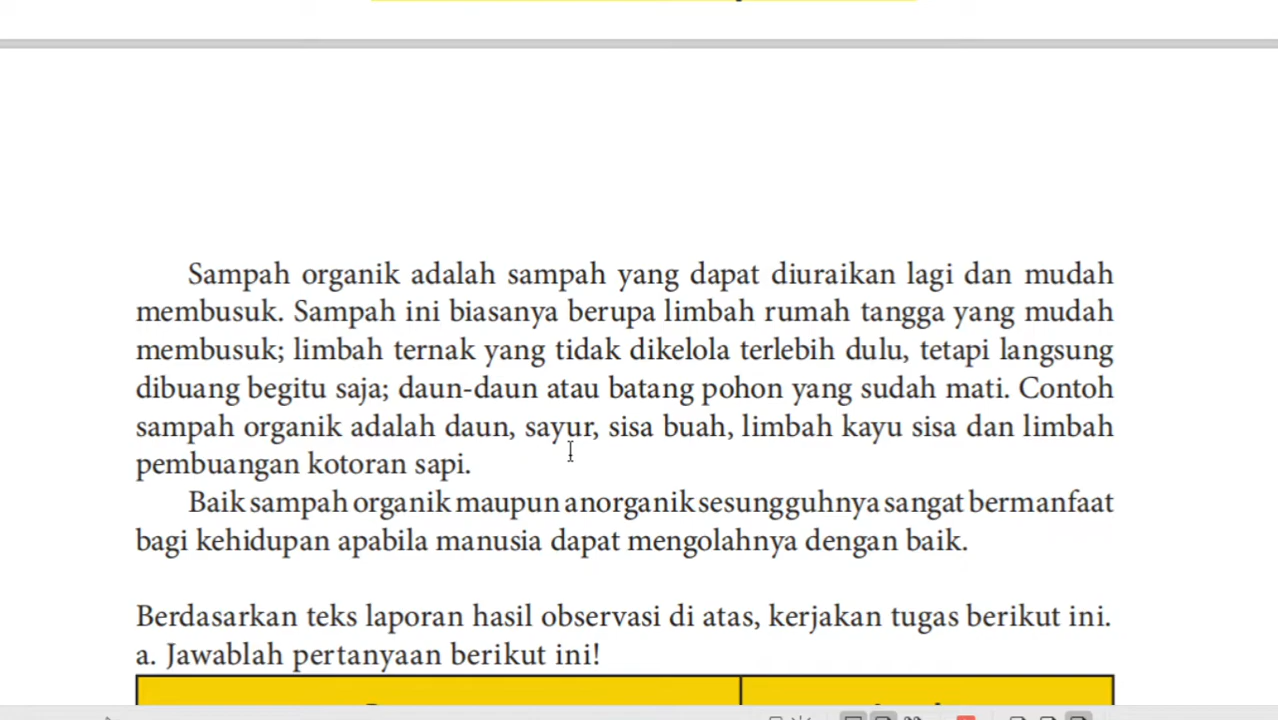 Sampah organik adalah sampah yang dapat diuraikan lagi dan mudah
membusuk. Sampah ini biasanya berupa limbah rumah tangga yang mudah
membusuk; limbah ternak yang tidak dikelola terlebih dulu, tetapi langsung
dibuang begitu saja; daun-daun atau batang pohon yang sudah mati. Contoh
sampah organik adalah daun, sayur, sisa buah, limbah kayu sisa dan limbah
pembuangan kotoran sapi.
Baik sampah organik maupun anorganik sesungguhnya sangat bermanfaat
bagi kehidupan apabila manusia dapat mengolahnya dengan baik.
Berdasarkan teks laporan hasil observasi di atas, kerjakan tugas berikut ini.
a. Jawablah pertanyaan berikut ini!